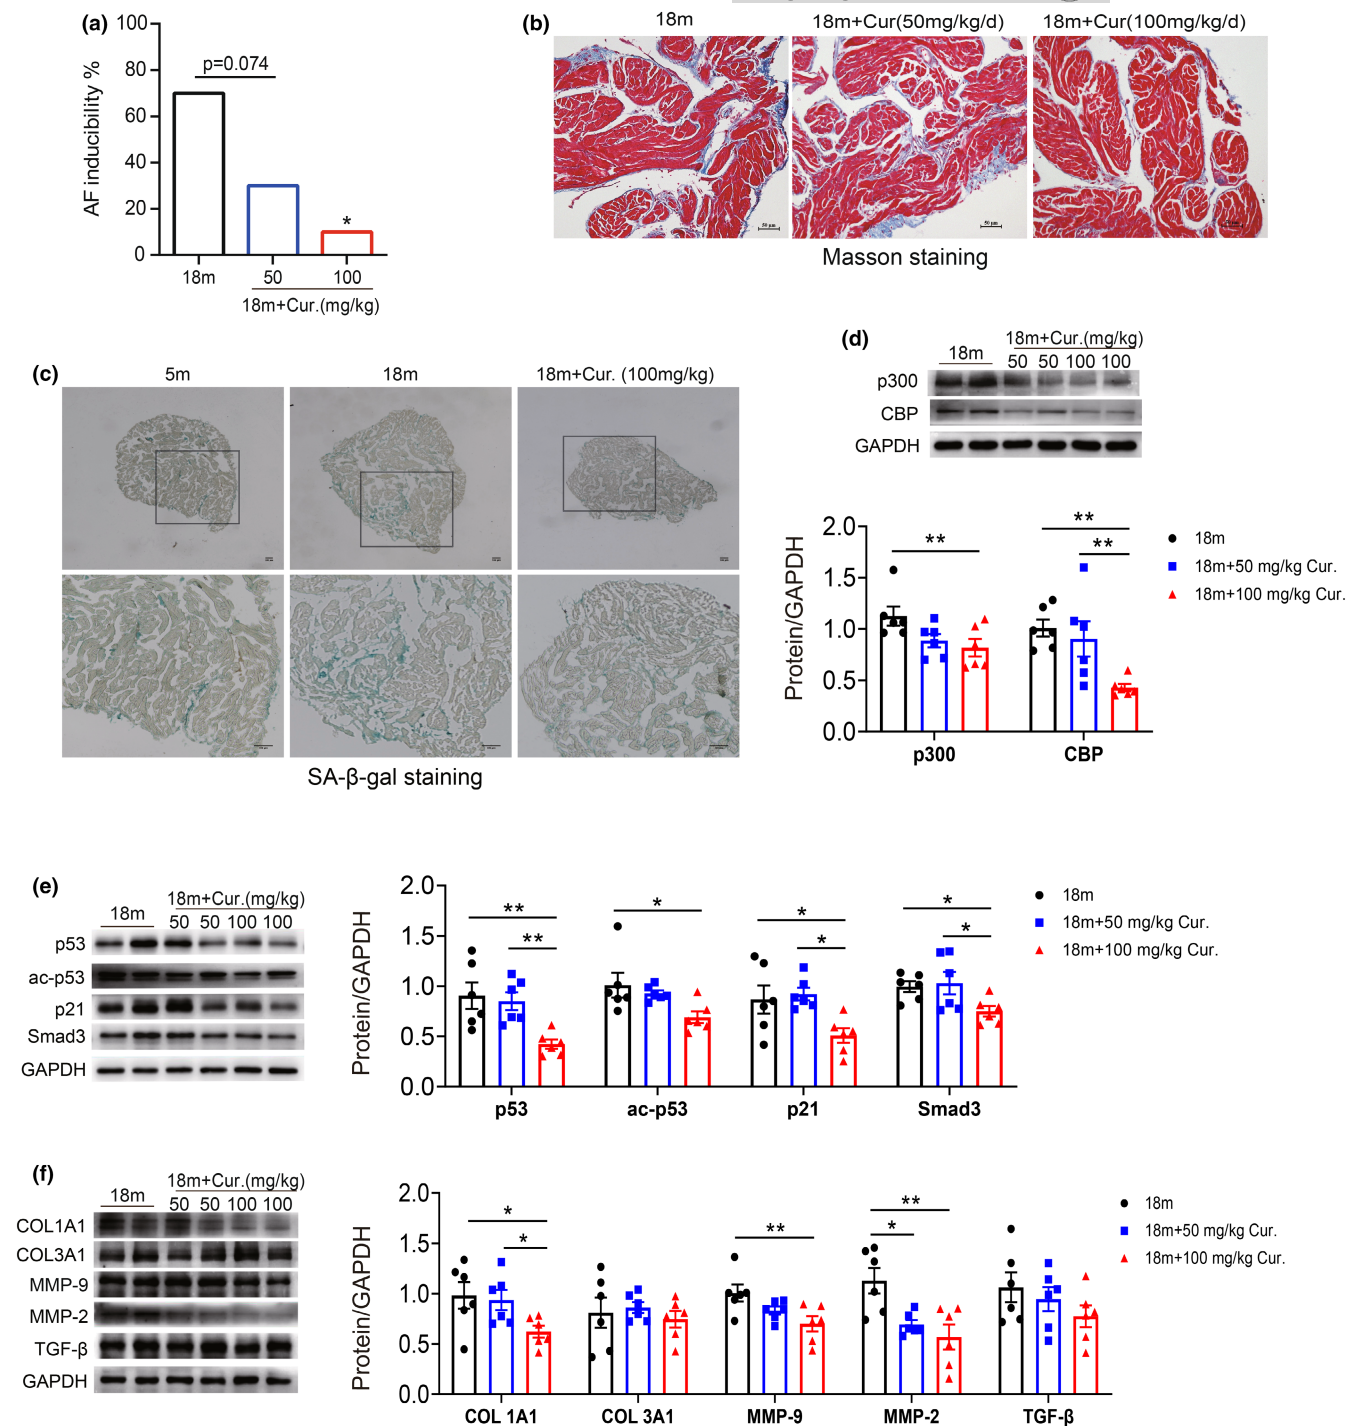 (a)
100
80
60
40
20
0
AF inducibility %
p=0.074
*
18m
50
100
18m+Cur.(mg/kg)
(b)
18m
18m+Cur(50mg/kg/d)
18m+Cur(100mg/kg/d)
50 μm
50 μm
Masson staining
(c)
5m
18m
18m+Cur. (100mg/kg)
SA-β-gal staining
(d)
18m+Cur.(mg/kg)
18m
50 50 100 100
p300
CBP
GAPDH
2.0
1.5
1.0
0.5
0.0
Protein/GAPDH
**
**
**
p300
CBP
18m
18m+50 mg/kg Cur.
18m+100 mg/kg Cur.
(e)
18m+Cur.(mg/kg)
18m
50 50 100 100
p53
ac-p53
p21
Smad3
GAPDH
2.0
1.5
1.0
0.5
0.0
Protein/GAPDH
**
**
*
*
*
*
*
p53
ac-p53
p21
Smad3
18m
18m+50 mg/kg Cur.
18m+100 mg/kg Cur.
(f)
18m+Cur.(mg/kg)
18m
50 50 100 100
COL1A1
COL3A1
MMP-9
MMP-2
TGF-β
GAPDH
2.0
1.5
1.0
0.5
0.0
Protein/GAPDH
*
*
**
**
*
COL 1A1
COL 3A1
MMP-9
MMP-2
TGF-β
18m
18m+50 mg/kg Cur.
18m+100 mg/kg Cur.